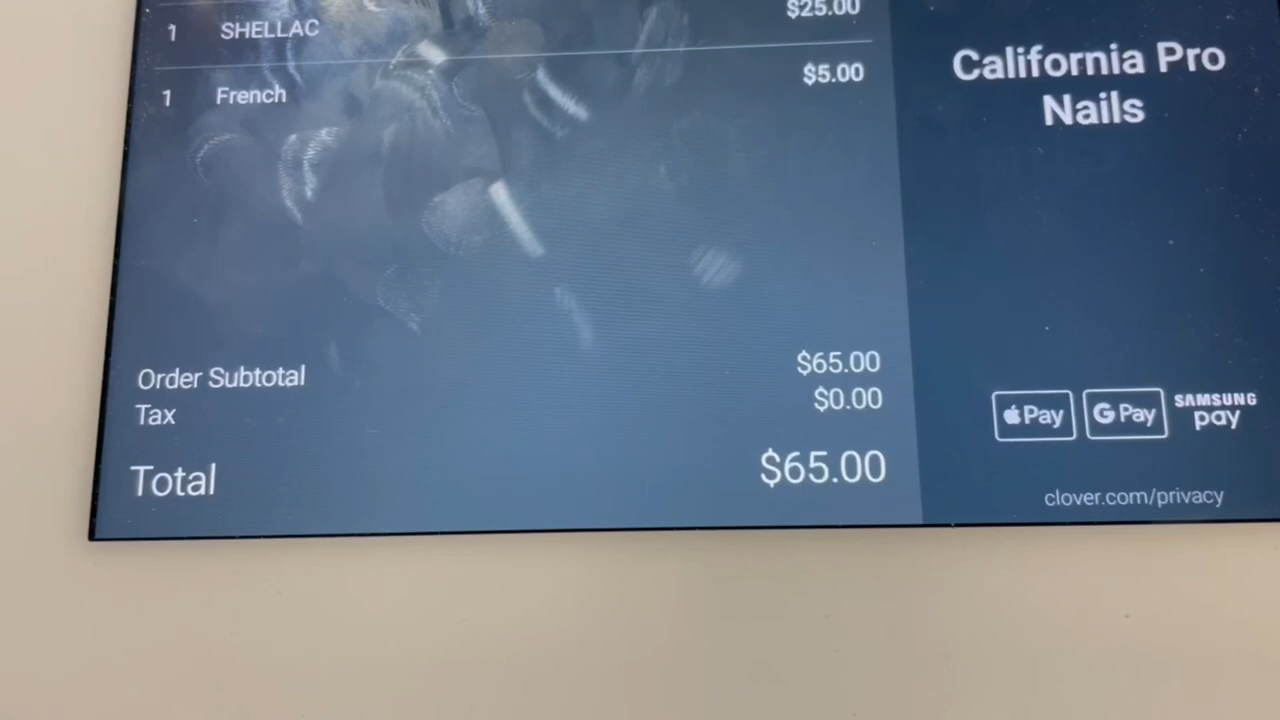 $25.00
1 SHELLAC
$5.00
1 French
Order Subtotal $65.00
Tax $0.00
Total $65.00
California Pro
Nails
Pay G Pay SAMSUNG pay
clover.com/privacy